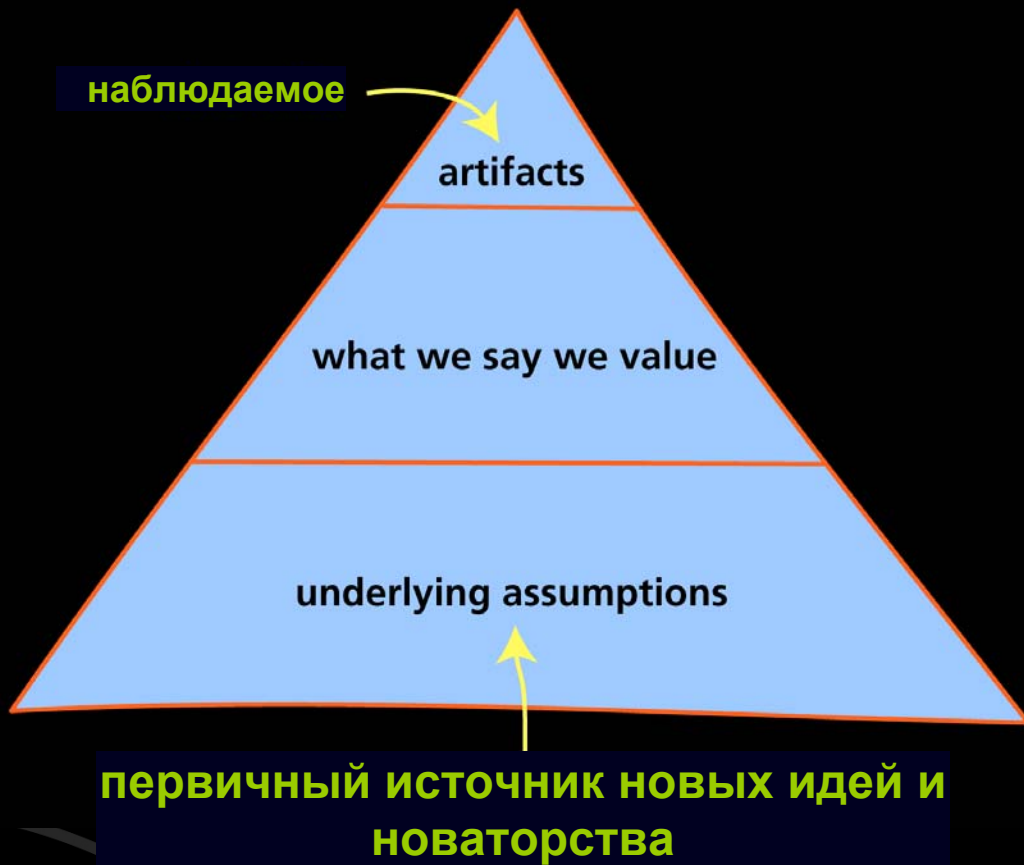 наблюдаемое
artifacts
what we say we value
underlying assumptions
первичный источник новых идей и
новаторства